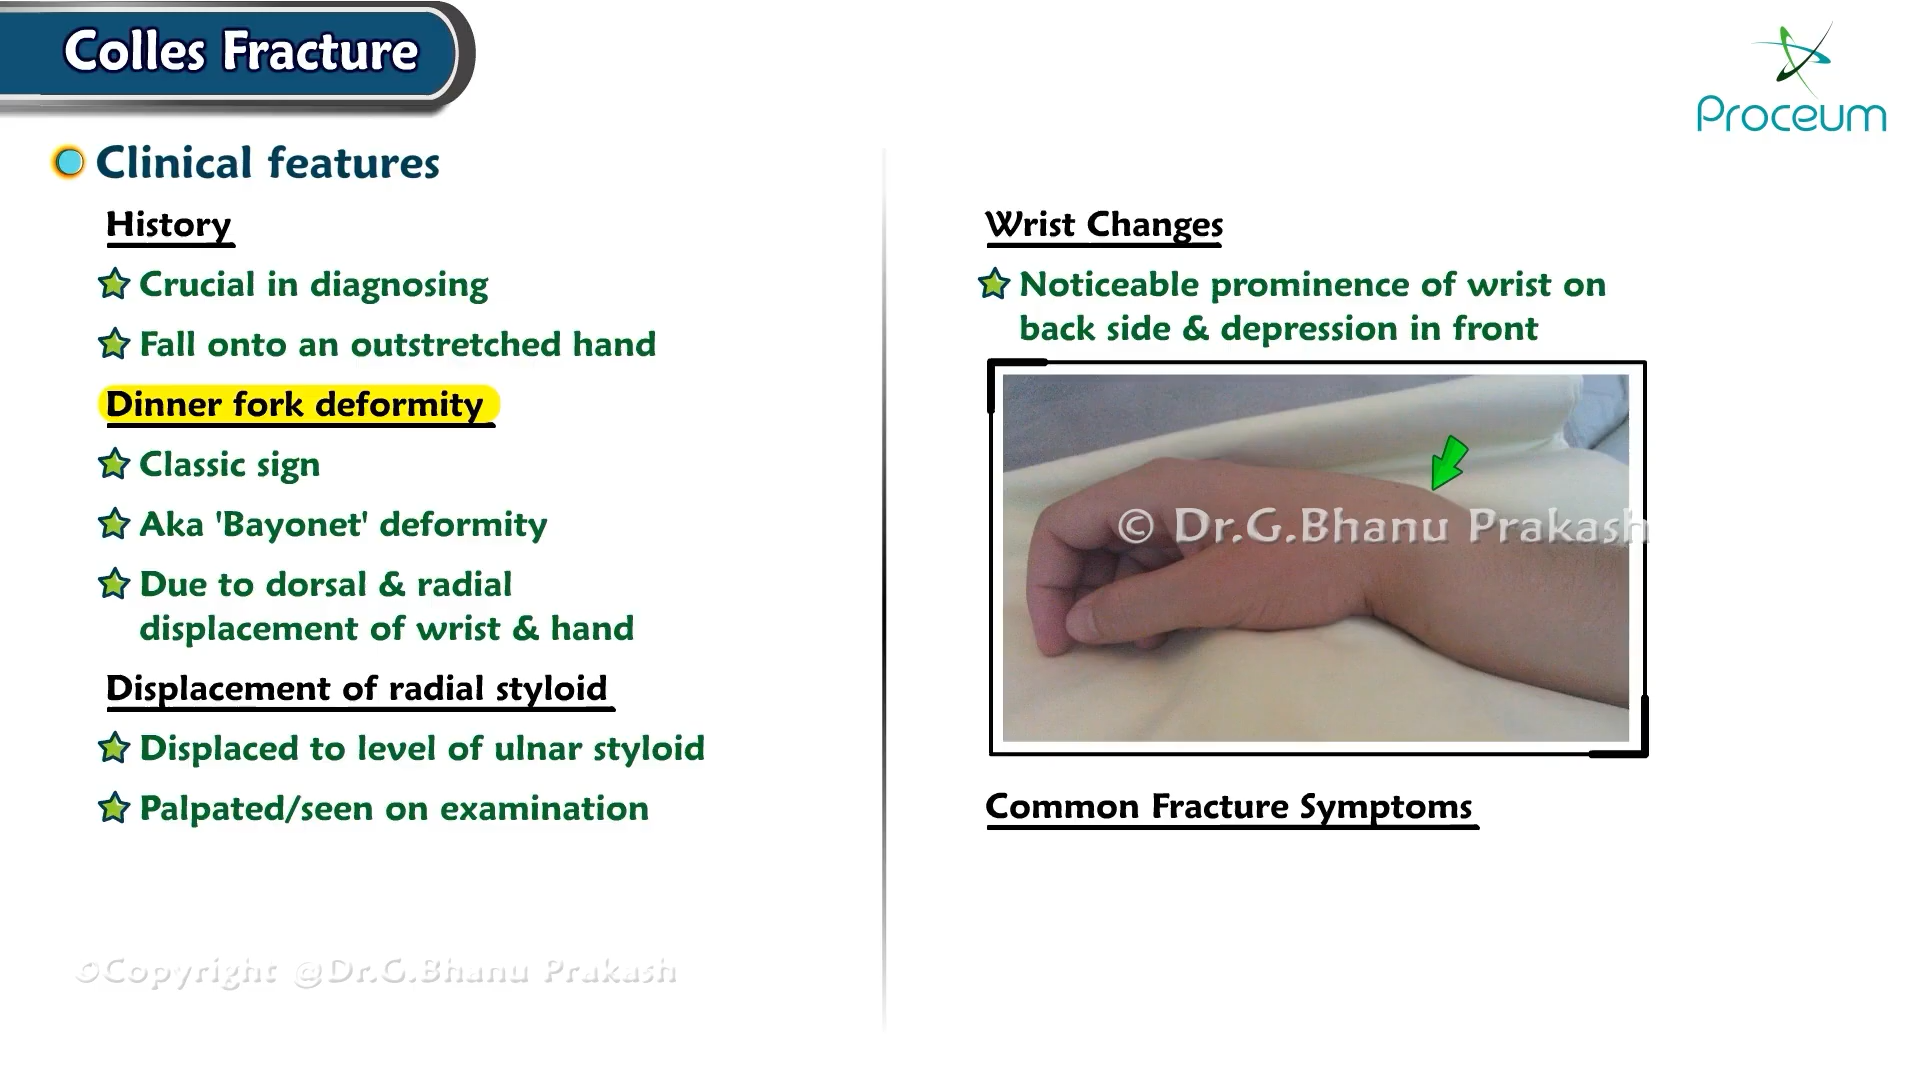 Colles Fracture
Proceum
Clinical features
History
Crucial in diagnosing
Fall onto an outstretched hand
Dinner fork deformity
Classic sign
Aka 'Bayonet' deformity
Due to dorsal & radial
displacement of wrist & hand
Displacement of radial styloid
Displaced to level of ulnar styloid
Palpated/seen on examination
Wrist Changes
Noticeable prominence of wrist on
back side & depression in front
© Dr.G.Bhanu Prakash
Common Fracture Symptoms
©Copyright @Dr.G.Bhanu Prakash